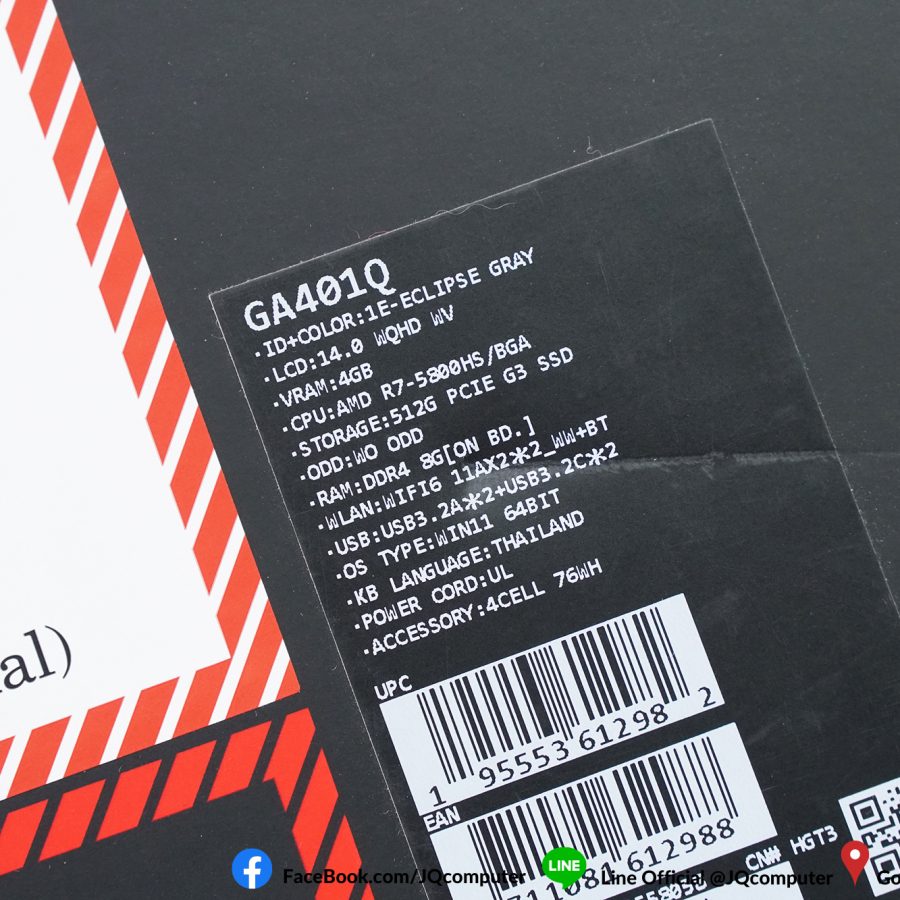 al)
GA401Q
·ID+COLOR:1E-ECLIPSE GRAY
·LCD:14.0 WQHD WV
·VRAM:4GB
·CPU:AMD R7-5800HS/BGA
·STORAGE:512G PCIE G3 SSD
·ODD:WO ODD
·RAM:DDR4 8G[ON BD.]
·WLAN:WIFI6 11AX2*2_WW+BT
·USB:USB3.2A*2+USB3.2C*2
·OS TYPE:WIN11 64BIT
·KB LANGUAGE:THAILAND
·POWER CORD:UL
·ACCESSORY:4CELL 76WH
UPC
1 95553 61298 2
EAN
612988
CN# HGT3
FaceBook.com/JQcomputer
LINE
Line Official @JQcomputer
Go